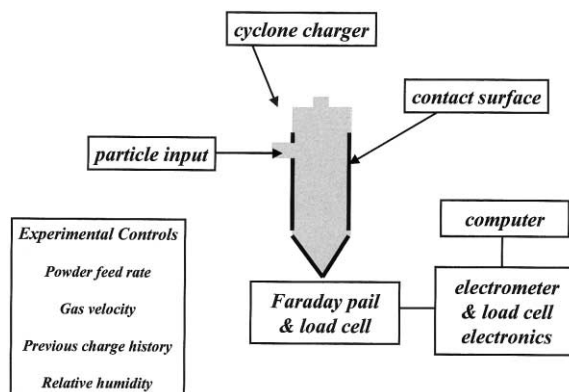 cyclone charger
contact surface
particle input
computer
Experimental Controls
Powder feed rate
Gas velocity
Previous charge history
Relative humidity
Faraday pail
& load cell
electrometer
& load cell
electronics